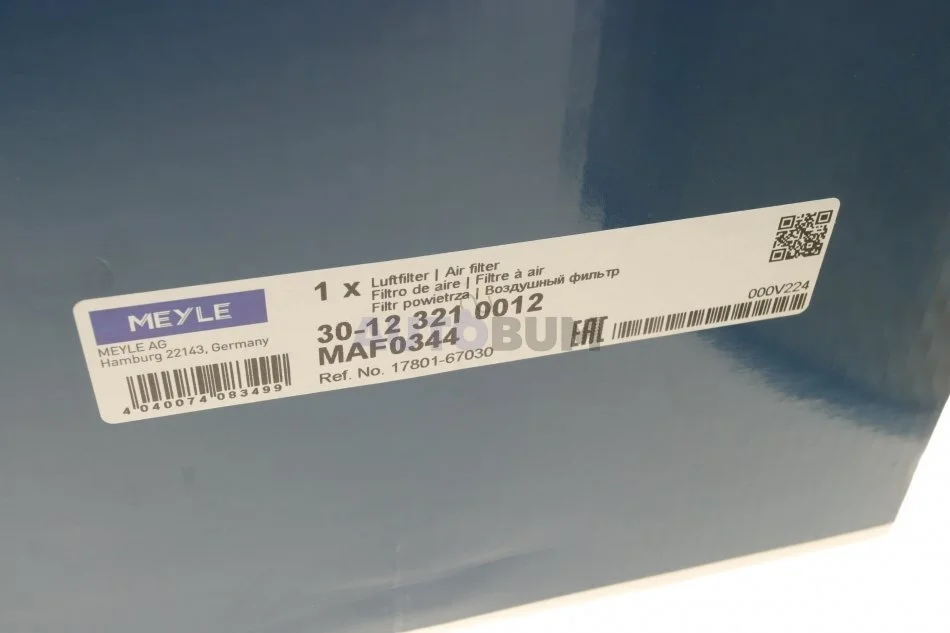 MEYLE
MEYLE AG
Hamburg 22143, Germany
4 040074 083499
1 x
Luftfilter | Air filter
Filtro de aire | Filtre à air
Filtr powietrza | Воздушный фильтр
30-12 321 0012
MAF0344
Ref. No. 17801-67030
EAC
000V224
AUTOBUM